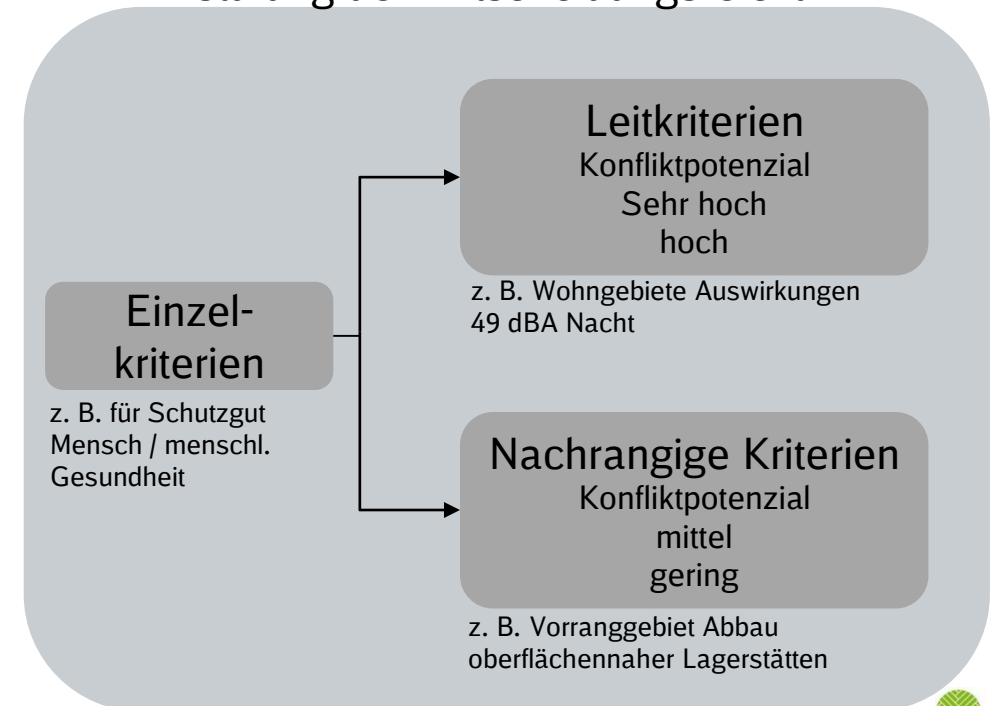 Einzel-
kriterien
z. B. für Schutzgut
Mensch / menschl.
Gesundheit
Leitkriterien
Konfliktpotenzial
Sehr hoch
hoch
z. B. Wohngebiete Auswirkungen
49 dBA Nacht
Nachrangige Kriterien
Konfliktpotenzial
mittel
gering
z. B. Vorranggebiet Abbau
oberflächennaher Lagerstätten